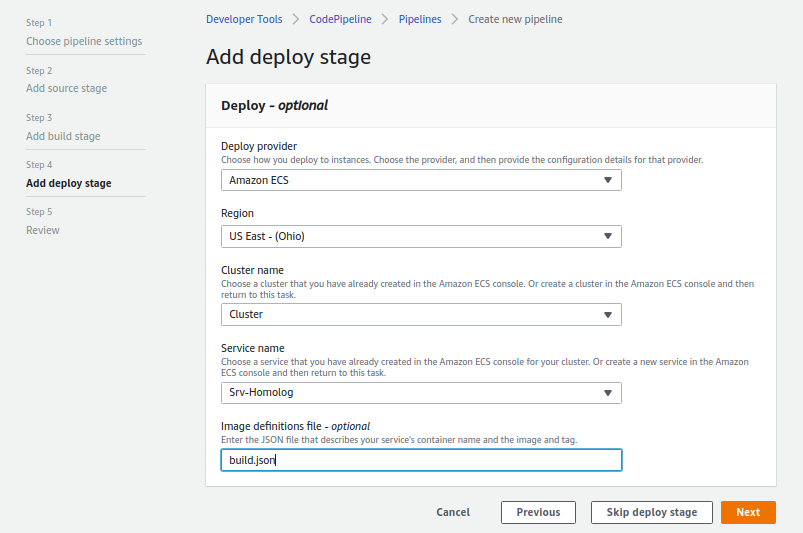 Developer Tools > CodePipeline > Pipelines > Create new pipeline
Step 1
Choose pipeline settings
Step 2
Add source stage
Step 3
Add build stage
Step 4
Add deploy stage
Step 5
Review
Add deploy stage
Deploy - optional
Deploy provider
Choose how you deploy to instances. Choose the provider, and then provide the configuration details for that provider.
Amazon ECS
Region
US East - (Ohio)
Cluster name
Choose a cluster that you have already created in the Amazon ECS console. Or create a cluster in the Amazon ECS console and then
return to this task.
Cluster
Service name
Choose a service that you have already created in the Amazon ECS console for your cluster. Or create a new service in the Amazon
ECS console and then return to this task.
Srv-Homolog
Image definitions file - optional
Enter the JSON file that describes your service's container name and the image and tag.
build.json
Cancel
Previous
Skip deploy stage
Next